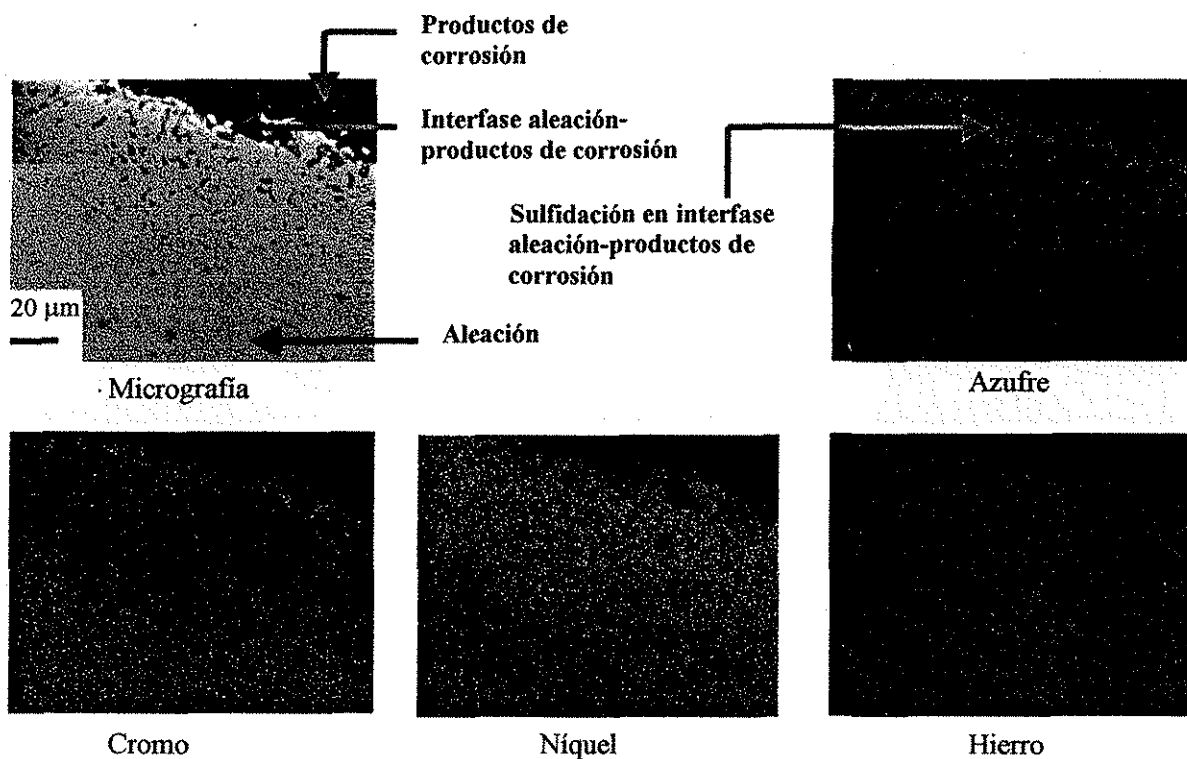 Productos de
corrosión
Interfase aleación-
productos de corrosión
Sulfidación en interfase
aleación-productos de
corrosión
20 µm
Aleación
Micrografía
Azufre
Cromo
Níquel
Hierro